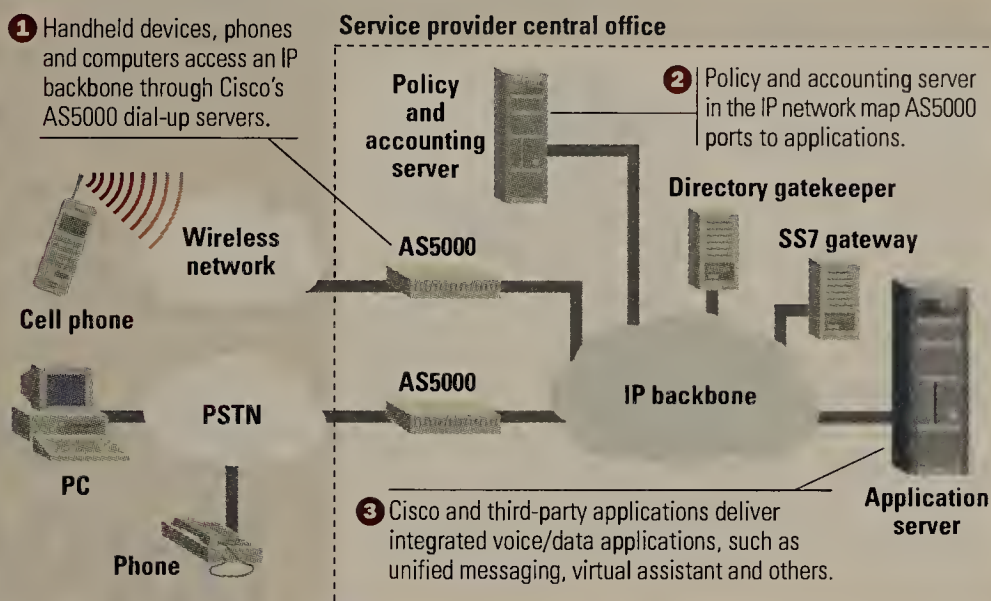 1 Handheld devices, phones
and computers access an IP
backbone through Cisco's
AS5000 dial-up servers.
Service provider central office
Policy
and
accounting
server
2 Policy and accounting server
in the IP network map AS5000
ports to applications.
Directory gatekeeper
SS7 gateway
Wireless
network
AS5000
Cell phone
PSTN
AS5000
IP backbone
PC
Phone
Application
server
3 Cisco and third-party applications deliver
integrated voice/data applications, such as
unified messaging, virtual assistant and others.